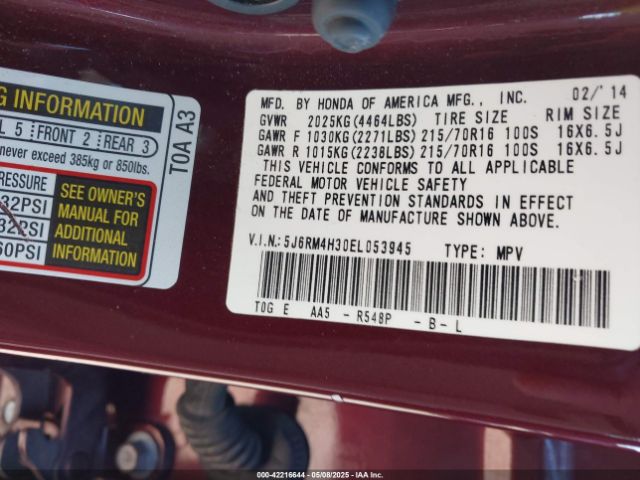 G INFORMATION
L 5 FRONT 2 REAR 3
never exceed 385kg or 850lbs.
PRESSURE
32PSI
32PSI
60PSI
SEE OWNER'S
MANUAL FOR
ADDITIONAL
INFORMATION
T0A A3
MFD. BY HONDA OF AMERICA MFG., INC. 02/'14
GVWR 2025KG(4464LBS) TIRE SIZE RIM SIZE
GAWR F 1030KG(2271LBS) 215/70R16 100S 16X6.5J
GAWR R 1015KG(2238LBS) 215/70R16 100S 16X6.5J
THIS VEHICLE CONFORMS TO ALL APPLICABLE
FEDERAL MOTOR VEHICLE SAFETY
AND THEFT PREVENTION STANDARDS IN EFFECT
ON THE DATE OF MANUFACTURE SHOWN ABOVE.
V.I.N.: 5J6RM4H30EL053945 TYPE: MPV
T0G E AA5 - R548P - B - L
000-42216644 | 05/08/2025 | IAA Inc.